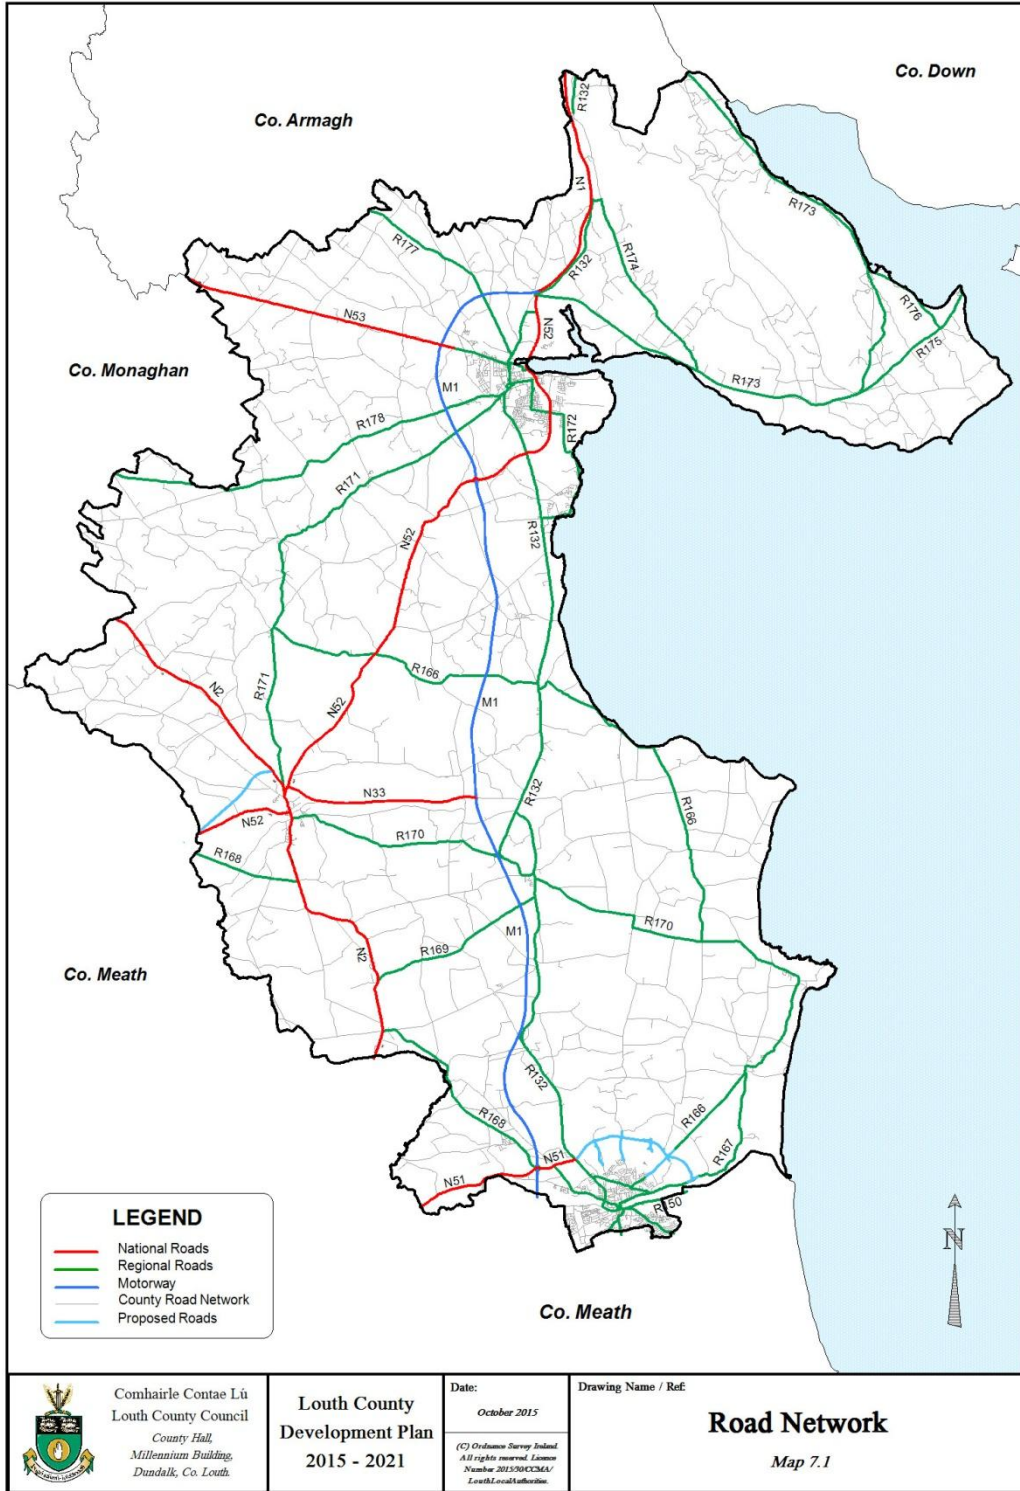 Co. Down
Co. Armagh
R132
N1
R173
R177
R132
R174
N53
N52
R176
R175
Co. Monaghan
M1
R173
R178
R172
R171
N52
R132
R166
N2
R171
N52
M1
N33
R132
R166
N52
R170
R168
R170
M1
N2
R169
Co. Meath
R132
R168
R166
R167
N51
N51
R150
LEGEND
National Roads
Regional Roads
Motorway
County Road Network
Proposed Roads
N
Co. Meath
Comhairle Contae Lú
Louth County Council
County Hall,
Millennium Building,
Dundalk, Co. Louth.
Louth County
Development Plan
2015 - 2021
Date:
October 2015
(C) Ordnance Survey Ireland.
All rights reserved. Licence
Number 2015/30/CCMA/
LouthLocalAuthorities.
Drawing Name / Ref:
Road Network
Map 7.1